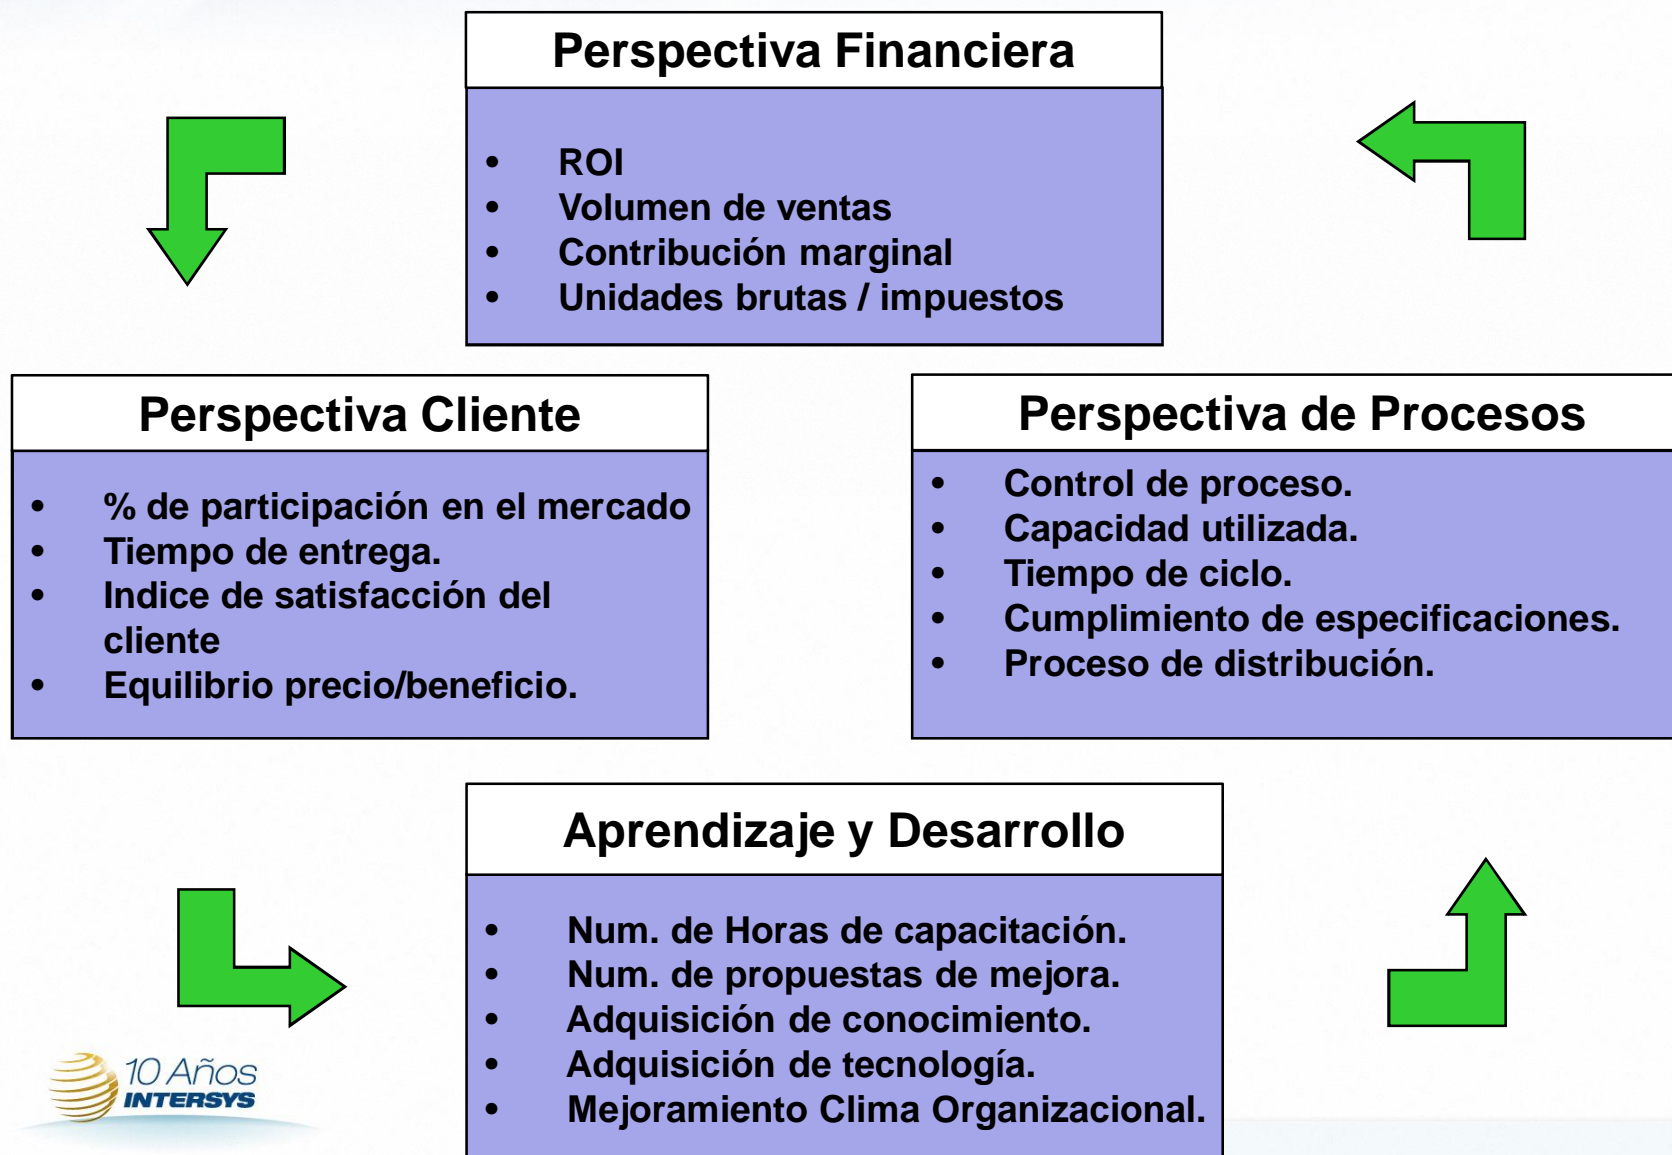 Perspectiva Financiera
• ROI
• Volumen de ventas
• Contribución marginal
• Unidades brutas / impuestos
Perspectiva Cliente
• % de participación en el mercado
• Tiempo de entrega.
• Indice de satisfacción del
cliente
• Equilibrio precio/beneficio.
Perspectiva de Procesos
• Control de proceso.
• Capacidad utilizada.
• Tiempo de ciclo.
• Cumplimiento de especificaciones.
• Proceso de distribución.
Aprendizaje y Desarrollo
• Num. de Horas de capacitación.
• Num. de propuestas de mejora.
• Adquisición de conocimiento.
• Adquisición de tecnología.
• Mejoramiento Clima Organizacional.
10 Años
INTERSYS